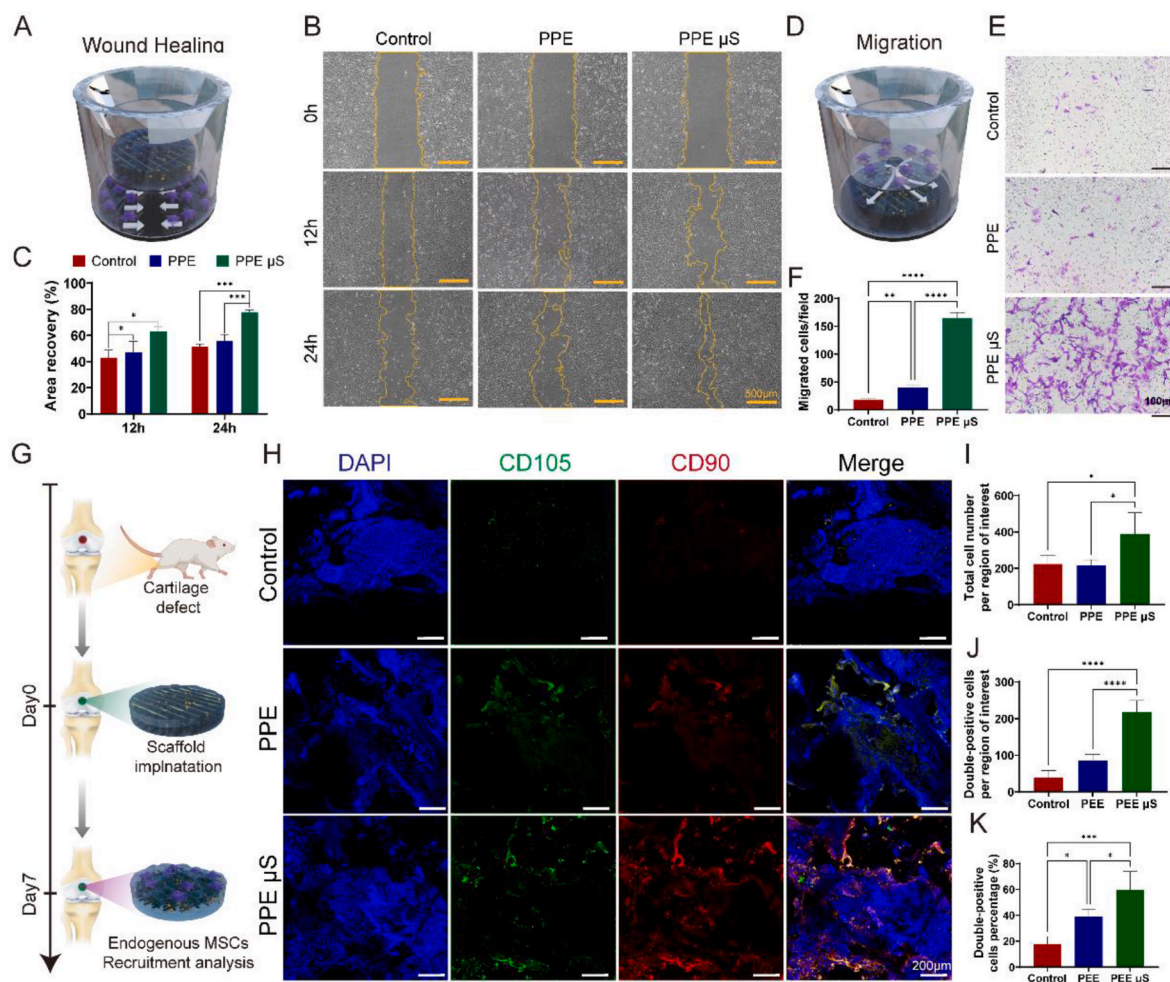 A
Wound Healing
B
Control
PPE
PPE µS
0h
12h
24h
500µm
C
Control
PPE
PPE µS
Area recovery (%)
100
80
60
40
20
0
*
*
***
***
12h
24h
D
Migration
E
Control
PPE
PPE µS
100µm
F
Migrated cells/field
200
150
100
50
0
****
**
****
Control
PPE
PPE µS
G
Cartilage
defect
Day0
Scaffold
implnatation
Day7
Endogenous MSCs
Recruitment analysis
H
DAPI
CD105
CD90
Merge
Control
PPE
PPE µS
200µm
I
Total cell number
per region of interest
600
400
200
0
*
*
Control
PPE
PPE µS
J
Double-positive cells
per region of interest
300
200
100
0
****
****
Control
PEE
PEE µS
K
Double-positive
cells percentage (%)
80
60
40
20
0
***
*
*
Control
PEE
PEE µS